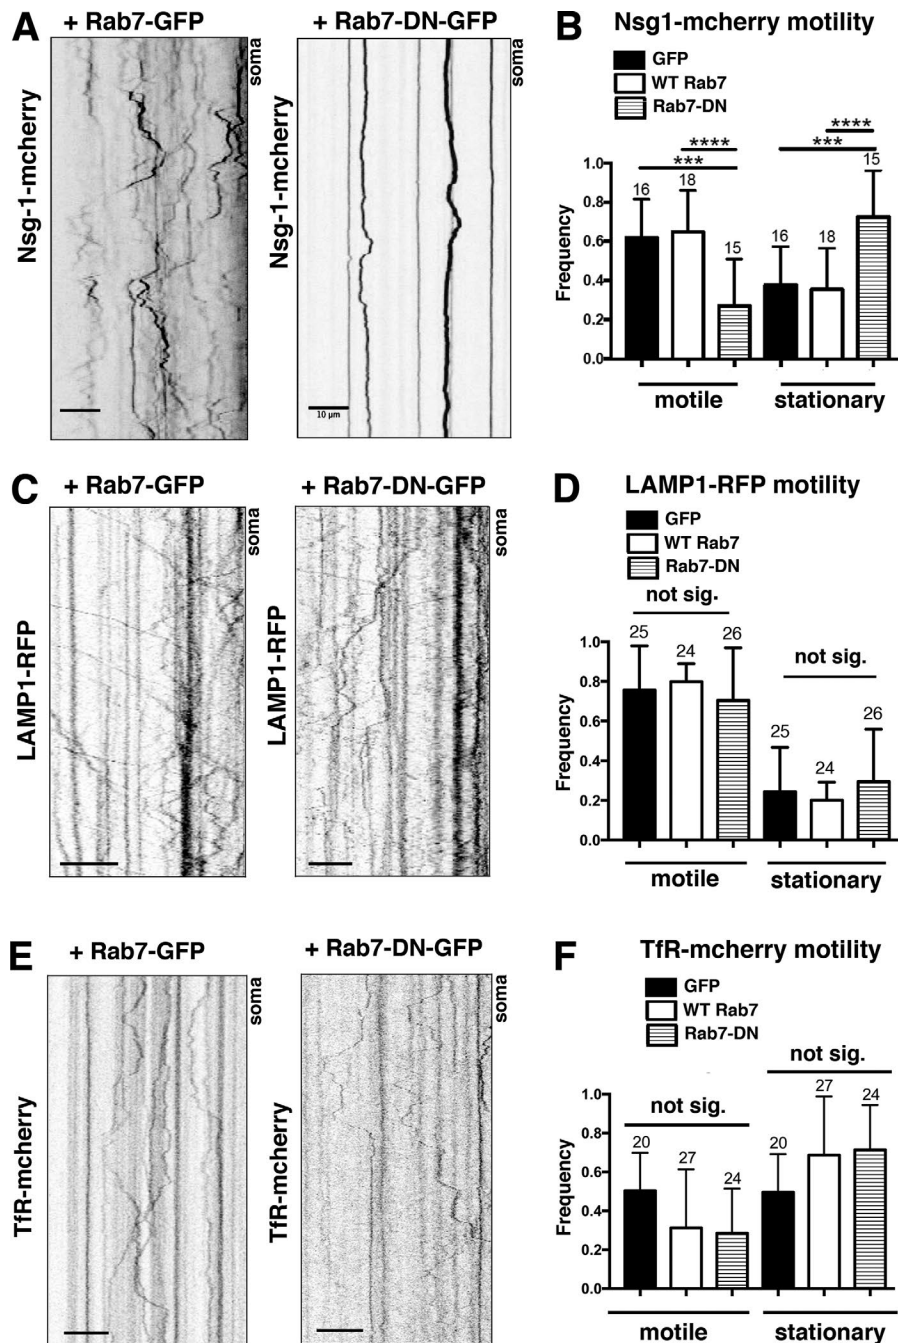 A
+ Rab7-GFP
+ Rab7-DN-GFP
Nsg-1-mcherry
soma
Nsg-1-mcherry
10 µm
soma
B
Nsg1-mcherry motility
GFP
WT Rab7
Rab7-DN
****
***
****
***
Frequency
1.0
0.8
0.6
0.4
0.2
0.0
16
18
15
16
18
15
motile
stationary
C
+ Rab7-GFP
+ Rab7-DN-GFP
LAMP1-RFP
soma
LAMP1-RFP
soma
D
LAMP1-RFP motility
GFP
WT Rab7
Rab7-DN
not sig.
not sig.
Frequency
1.0
0.8
0.6
0.4
0.2
0.0
25
24
26
25
24
26
motile
stationary
E
+ Rab7-GFP
+ Rab7-DN-GFP
TfR-mcherry
soma
TfR-mcherry
soma
F
TfR-mcherry motility
GFP
WT Rab7
Rab7-DN
not sig.
not sig.
Frequency
1.0
0.8
0.6
0.4
0.2
0.0
20
27
24
20
27
24
motile
stationary